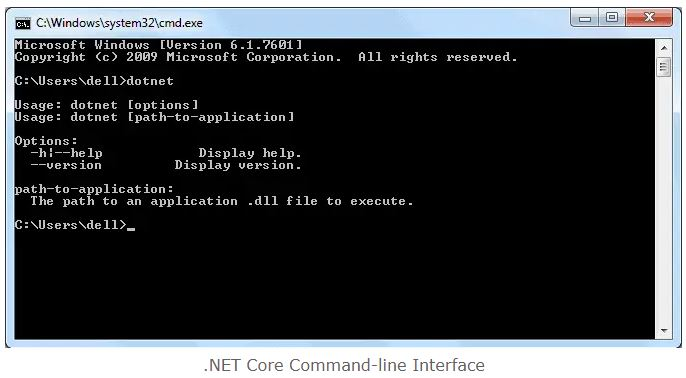 C:\Windows\system32\cmd.exe
Microsoft Windows [Version 6.1.7601]
Copyright (c) 2009 Microsoft Corporation.  All rights reserved.
C:\Users\dell>dotnet
Usage: dotnet [options]
Usage: dotnet [path-to-application]
Options:
  -h|--help            Display help.
  --version         Display version.
path-to-application:
  The path to an application .dll file to execute.
C:\Users\dell>_
.NET Core Command-line Interface